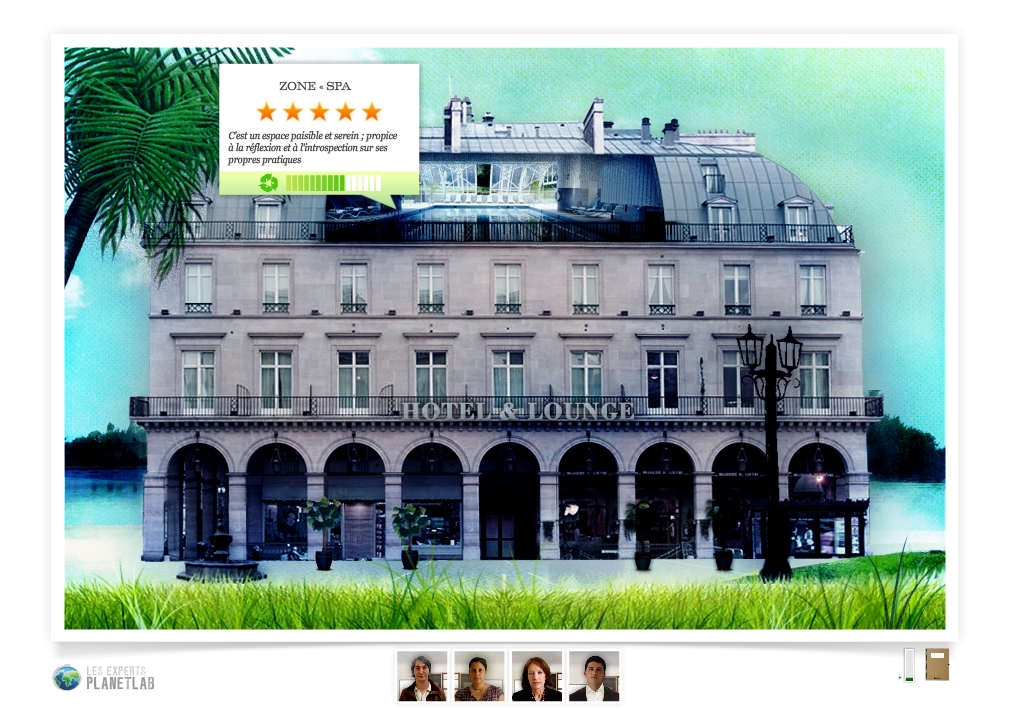 ZONE « SPA
C'est un espace paisible et serein ; propice
à la réflexion et à l'introspection sur ses
propres pratiques
HOTEL & LOUNGE
LES EXPERTS
PLANETLAB